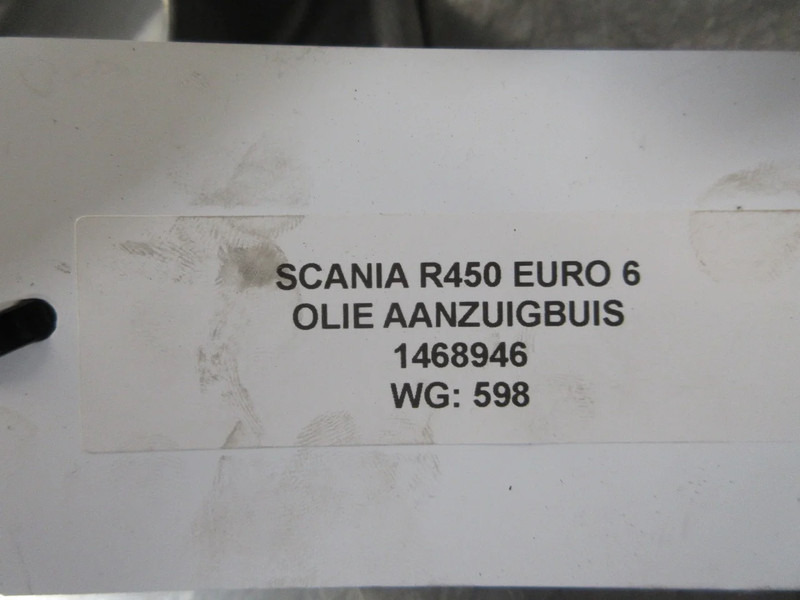 SCANIA R450 EURO 6
OLIE AANZUIGBUIS
1468946
WG: 598